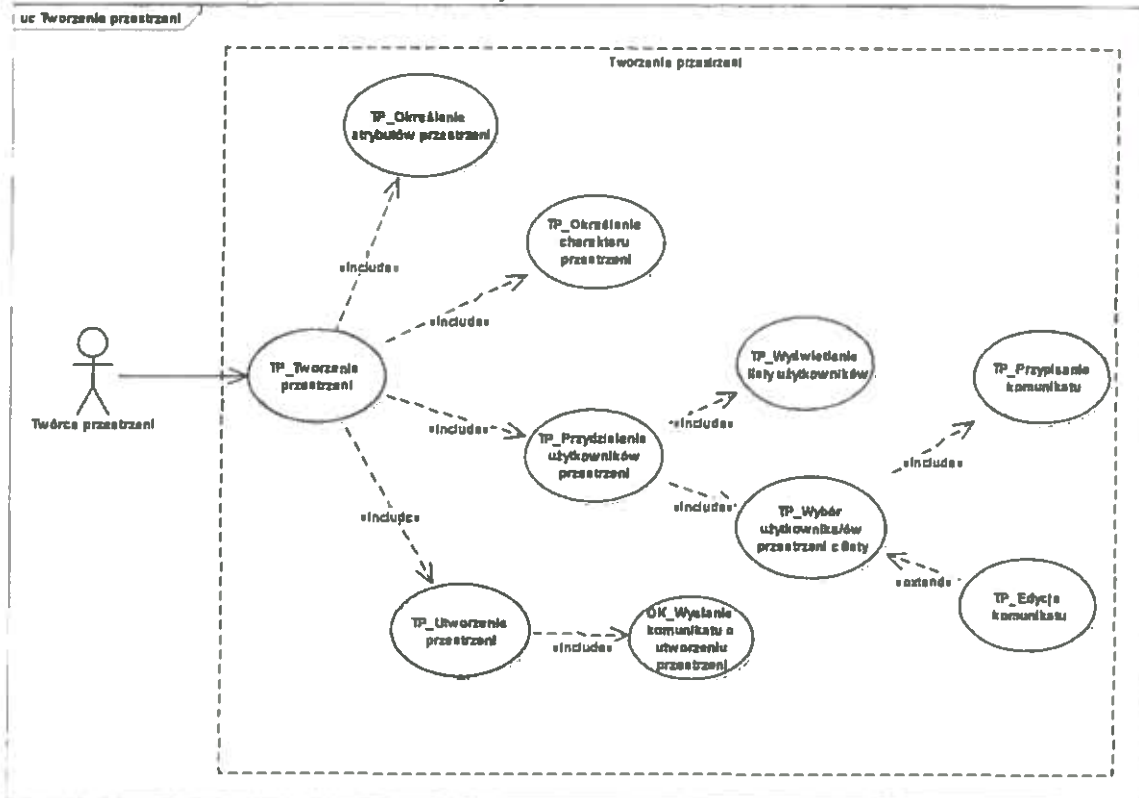 uc Tworzenie przestrzeni
Tworzenie przestrzeni
TP_Określenie
atrybutów przestrzeni
TP_Określenie
charakteru
przestrzeni
«include»
«include»
TP_Tworzenie
przestrzeni
Twórca przestrzeni
TP_Wyświetlenie
listy użytkowników
TP_Przypisanie
komunikatu
«include»
TP_Przydzielenie
użytkowników
przestrzeni
«include»
«include»
«include»
TP_Wybór
użytkownika/ów
przestrzeni z listy
«include»
«extend»
TP_Edycja
komunikatu
TP_Utworzenie
przestrzeni
«include»
OK_Wysłanie
komunikatu o
utworzeniu
przestrzeni